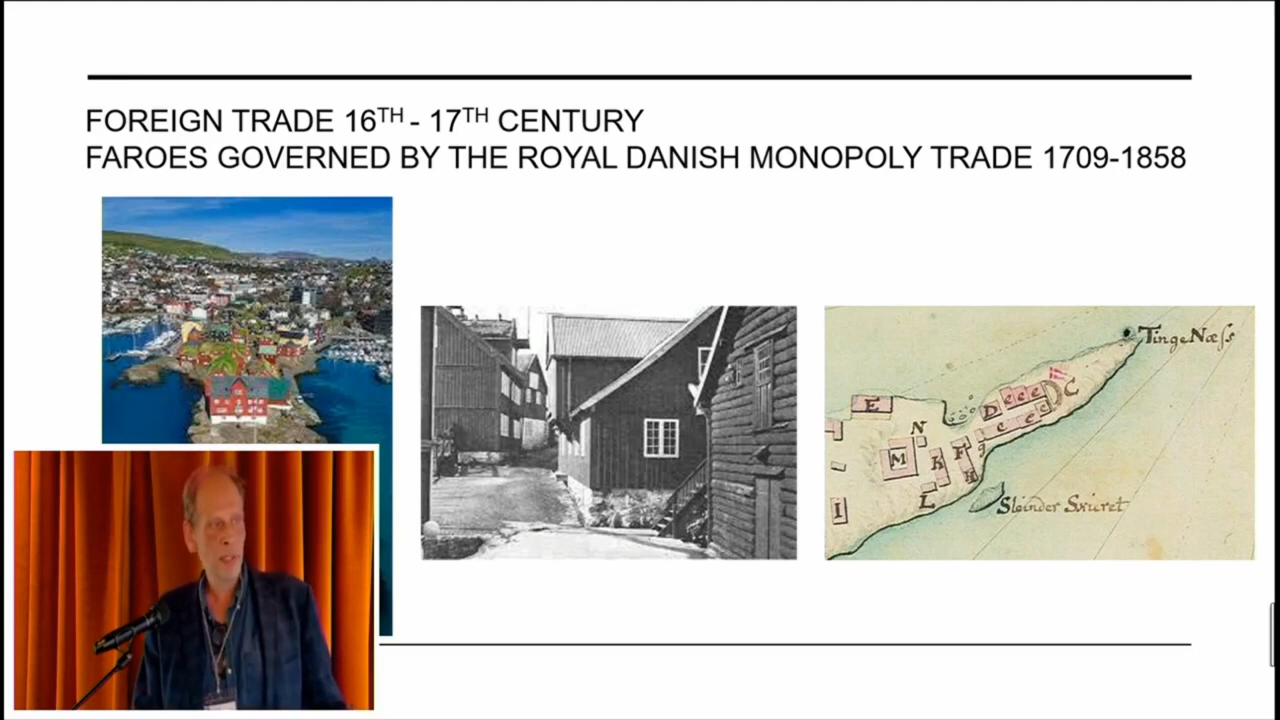 FOREIGN TRADE 16TH - 17TH CENTURY
FAROES GOVERNED BY THE ROYAL DANISH MONOPOLY TRADE 1709-1858
TingeNæſs
E
D
e e e
C
e e e
N
g
M
K
F
H
L
I
Sleinder Skieret